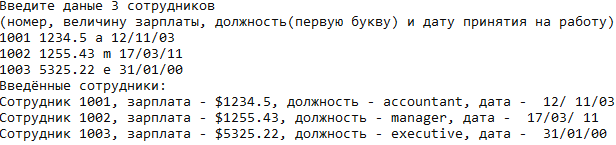 Введите даные 3 сотрудников
(номер, величину зарплаты, должность(первую букву) и дату принятия на работу)
1001 1234.5 a 12/11/03
1002 1255.43 m 17/03/11
1003 5325.22 e 31/01/00
Введённые сотрудники:
Сотрудник 1001, зарплата - $1234.5, должность - accountant, дата -  12/ 11/03
Сотрудник 1002, зарплата - $1255.43, должность - manager, дата -  17/03/ 11
Сотрудник 1003, зарплата - $5325.22, должность - executive, дата -  31/01/00